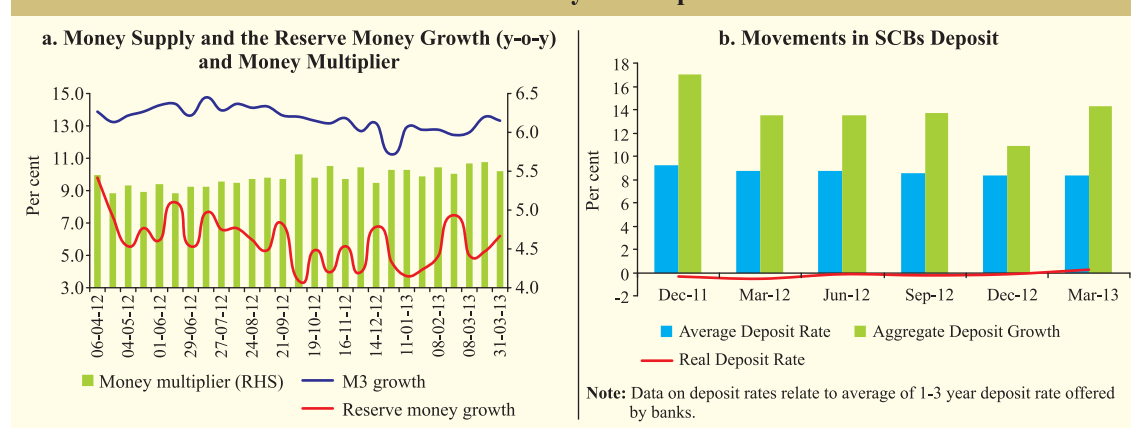 a. Money Supply and the Reserve Money Growth (y-o-y)
and Money Multiplier
15.0
13.0
11.0
9.0
7.0
5.0
3.0
Per cent
6.5
6.0
5.5
5.0
4.5
4.0
06-04-12
04-05-12
01-06-12
29-06-12
27-07-12
24-08-12
21-09-12
19-10-12
16-11-12
14-12-12
11-01-13
08-02-13
08-03-13
31-03-13
Money multiplier (RHS)
M3 growth
Reserve money growth
b. Movements in SCBs Deposit
18
16
14
12
10
8
6
4
2
0
-2
Per cent
Dec-11
Mar-12
Jun-12
Sep-12
Dec-12
Mar-13
Average Deposit Rate
Aggregate Deposit Growth
Real Deposit Rate
Note: Data on deposit rates relate to average of 1-3 year deposit rate offered
by banks.